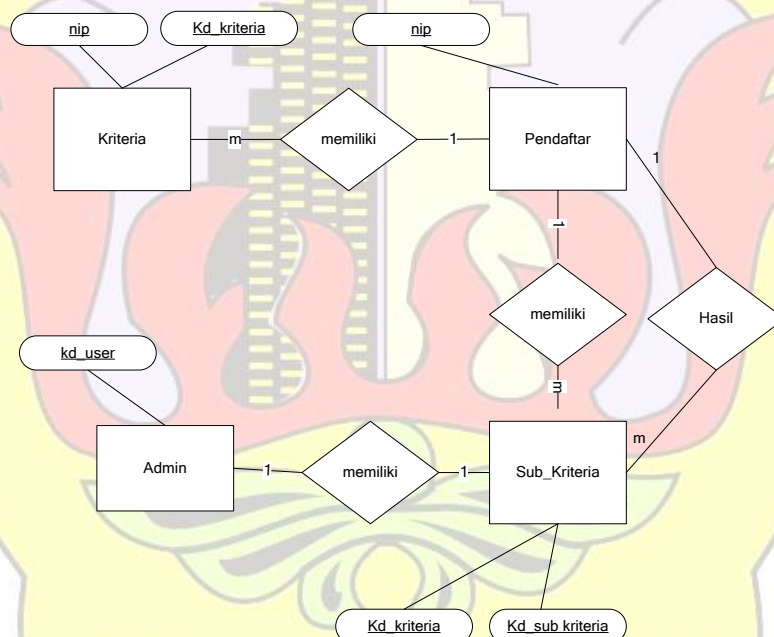 nip
Kd_kriteria
nip
Kriteria
m
memiliki
1
Pendaftar
1
1
memiliki
Hasil
kd_user
m
m
Admin
1
memiliki
1
Sub_Kriteria
Kd_kriteria
Kd_sub kriteria